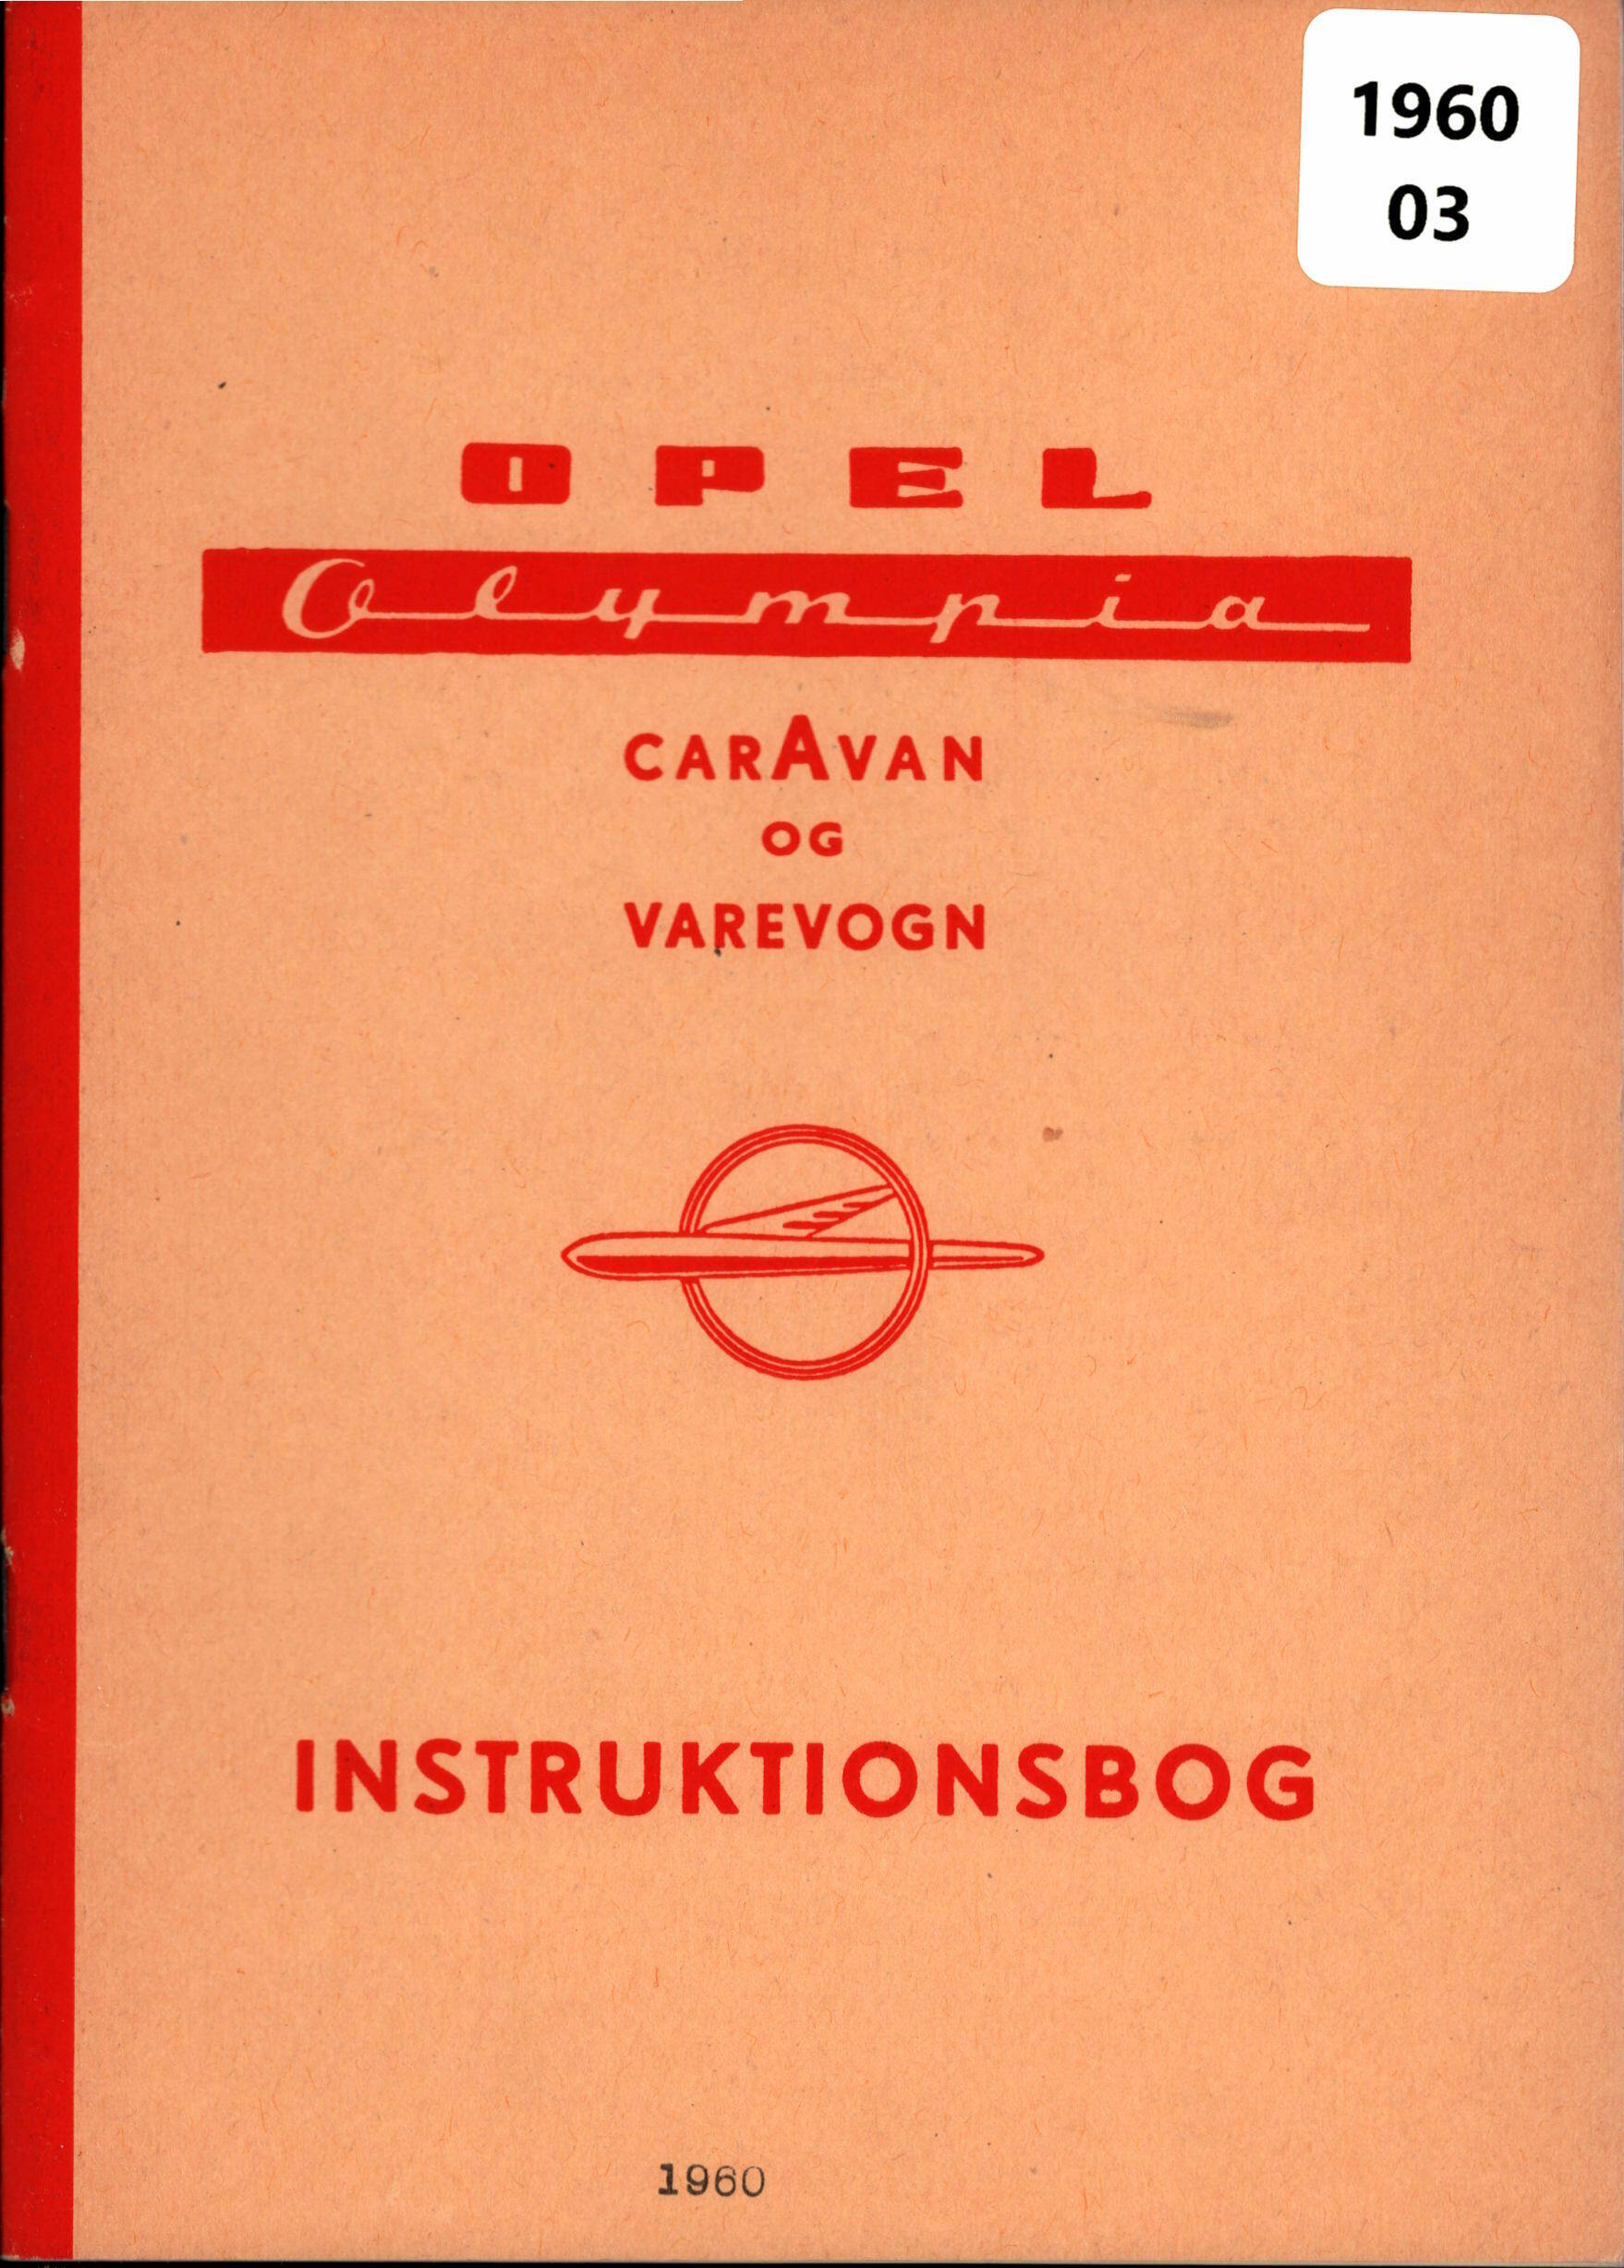 1960
03
OPEL
Olympia
CARAVAN
OG
VAREVOGN
INSTRUKTIONSBOG
1960